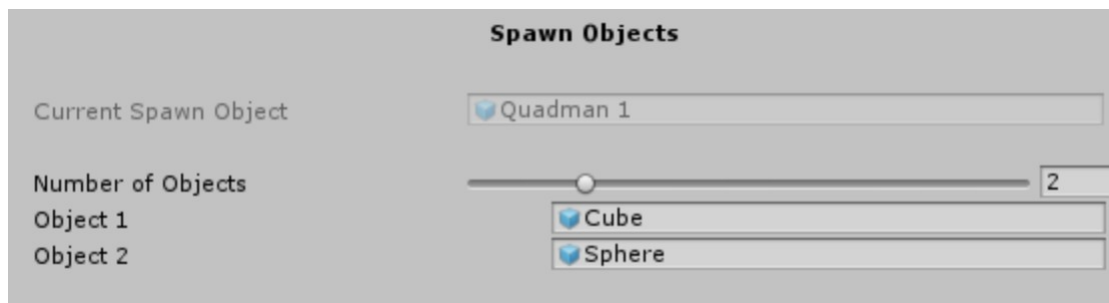 Spawn Objects
Current Spawn Object Quadman 1
Number of Objects 2
Object 1 Cube
Object 2 Sphere